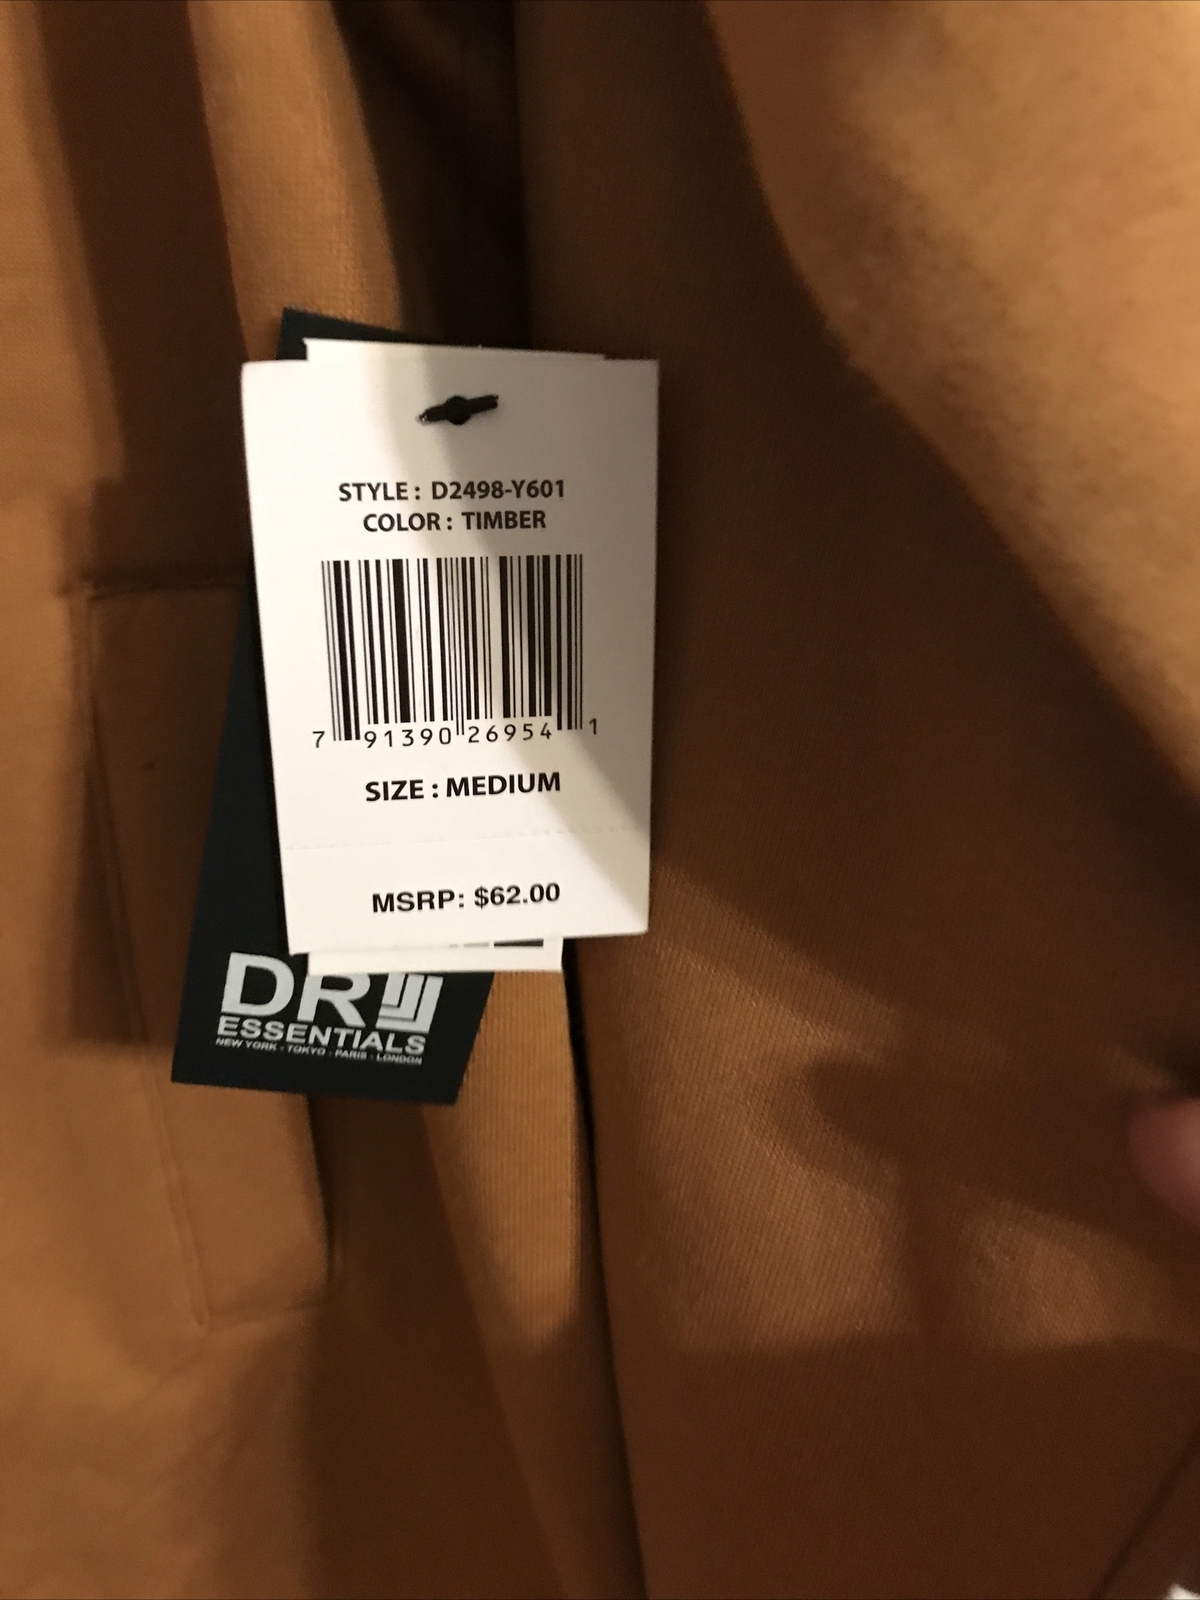 STYLE : D2498-Y601
COLOR : TIMBER
7 91390 26954 1
SIZE : MEDIUM
MSRP: $62.00
DR
ESSENTIALS
NEW YORK - TOKYO - PARIS - LONDON